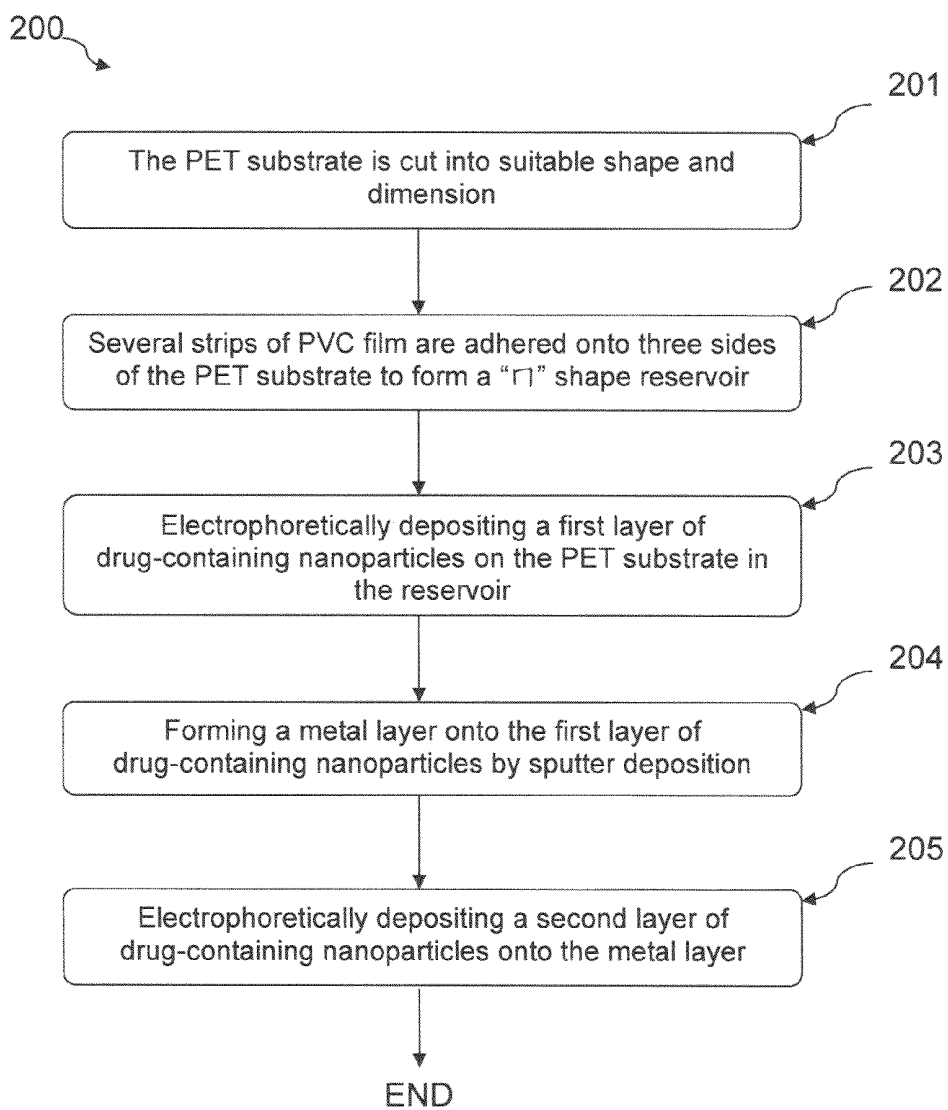 200
201
The PET substrate is cut into suitable shape and
dimension
202
Several strips of PVC film are adhered onto three sides
of the PET substrate to form a “ㄇ” shape reservoir
203
Electrophoretically depositing a first layer of
drug-containing nanoparticles on the PET substrate in
the reservoir
204
Forming a metal layer onto the first layer of
drug-containing nanoparticles by sputter deposition
205
Electrophoretically depositing a second layer of
drug-containing nanoparticles onto the metal layer
END